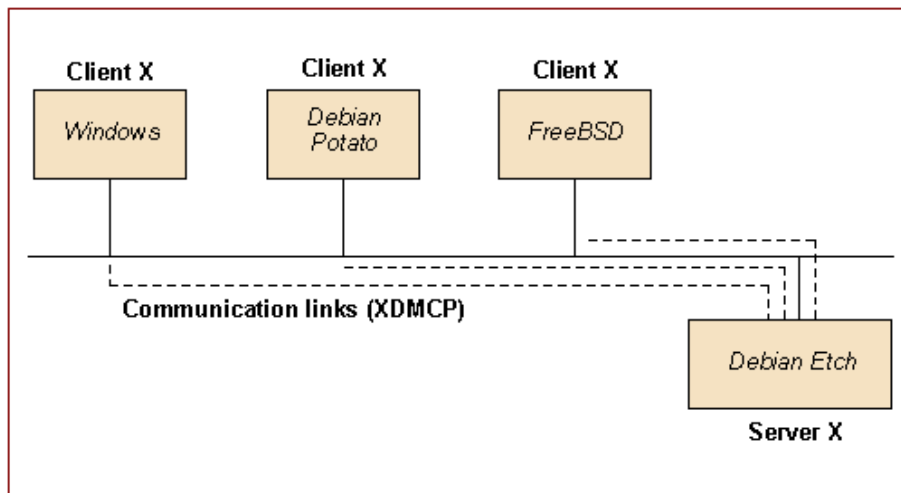 Client X
Client X
Client X
Windows
Debian
Potato
FreeBSD
Communication links (XDMCP)
Debian Etch
Server X